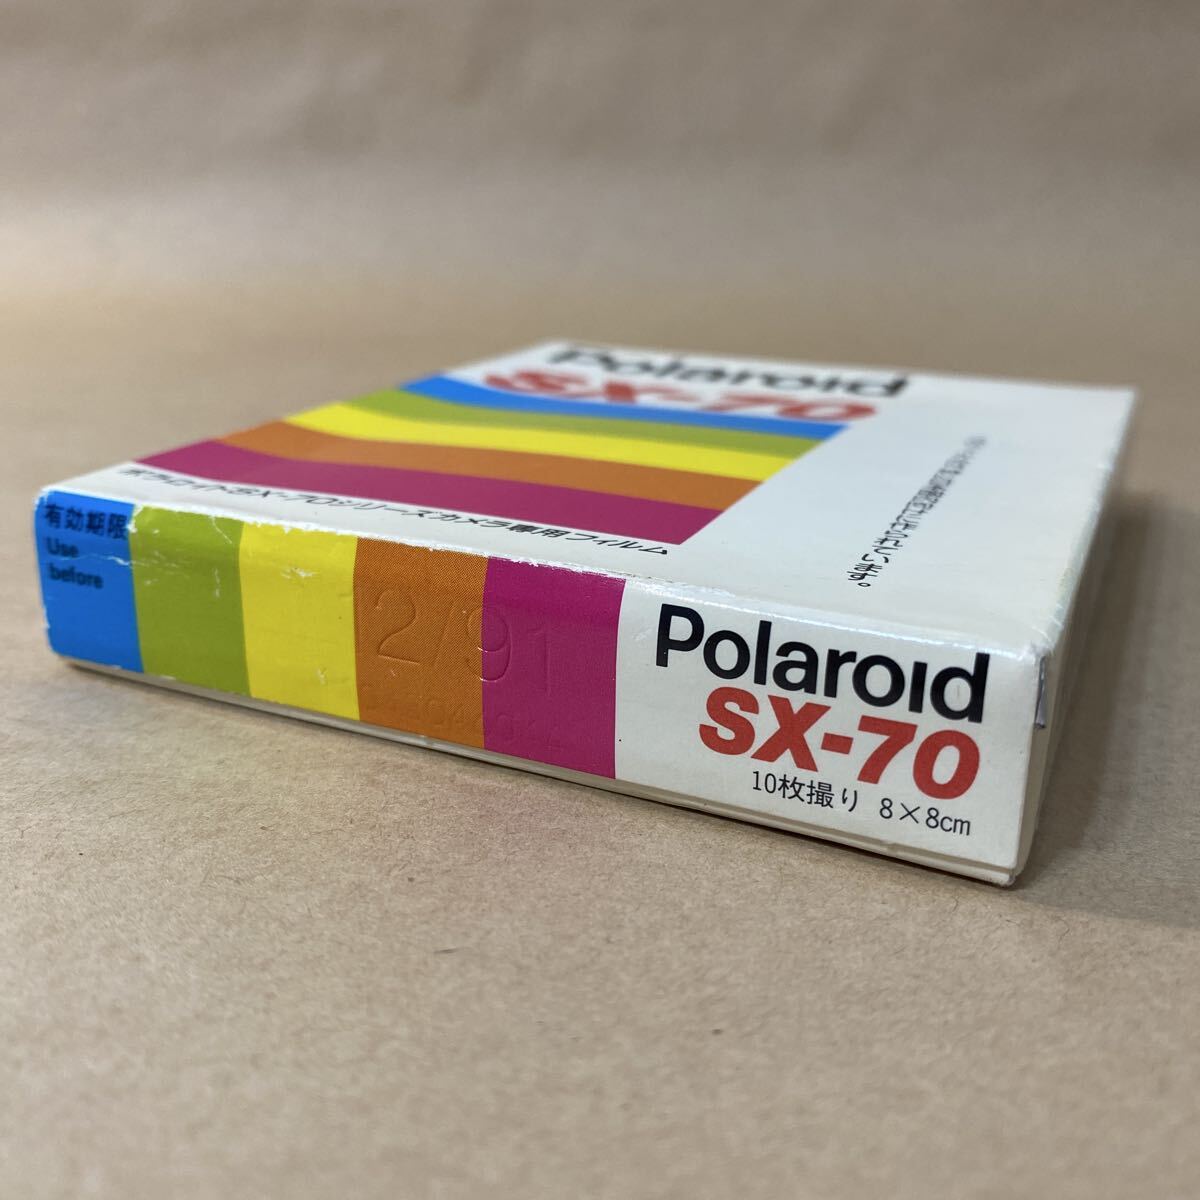 Polaroid
SX-70
ポラロイドSX-70シリーズカメラ専用フィルム
有効期限
Use
before
2/91
Polaroid
SX-70
10枚撮り 8×8cm